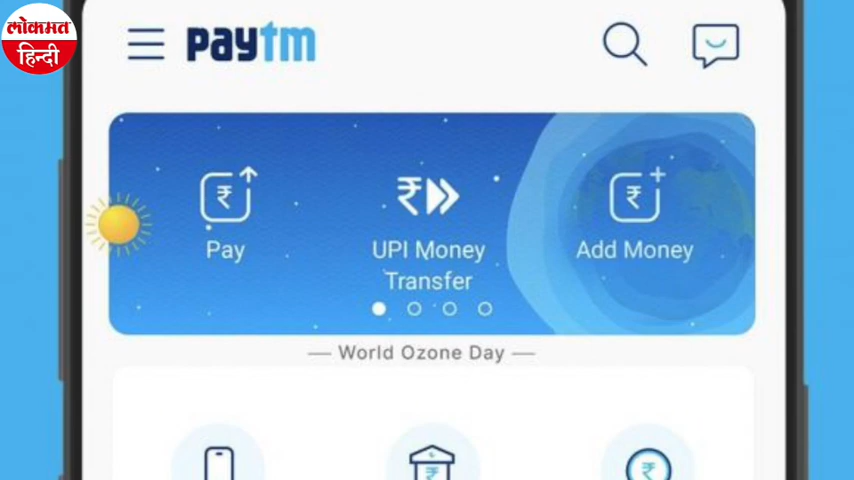 लोकमत
हिन्दी
paytm
Pay
UPI Money
Transfer
Add Money
World Ozone Day